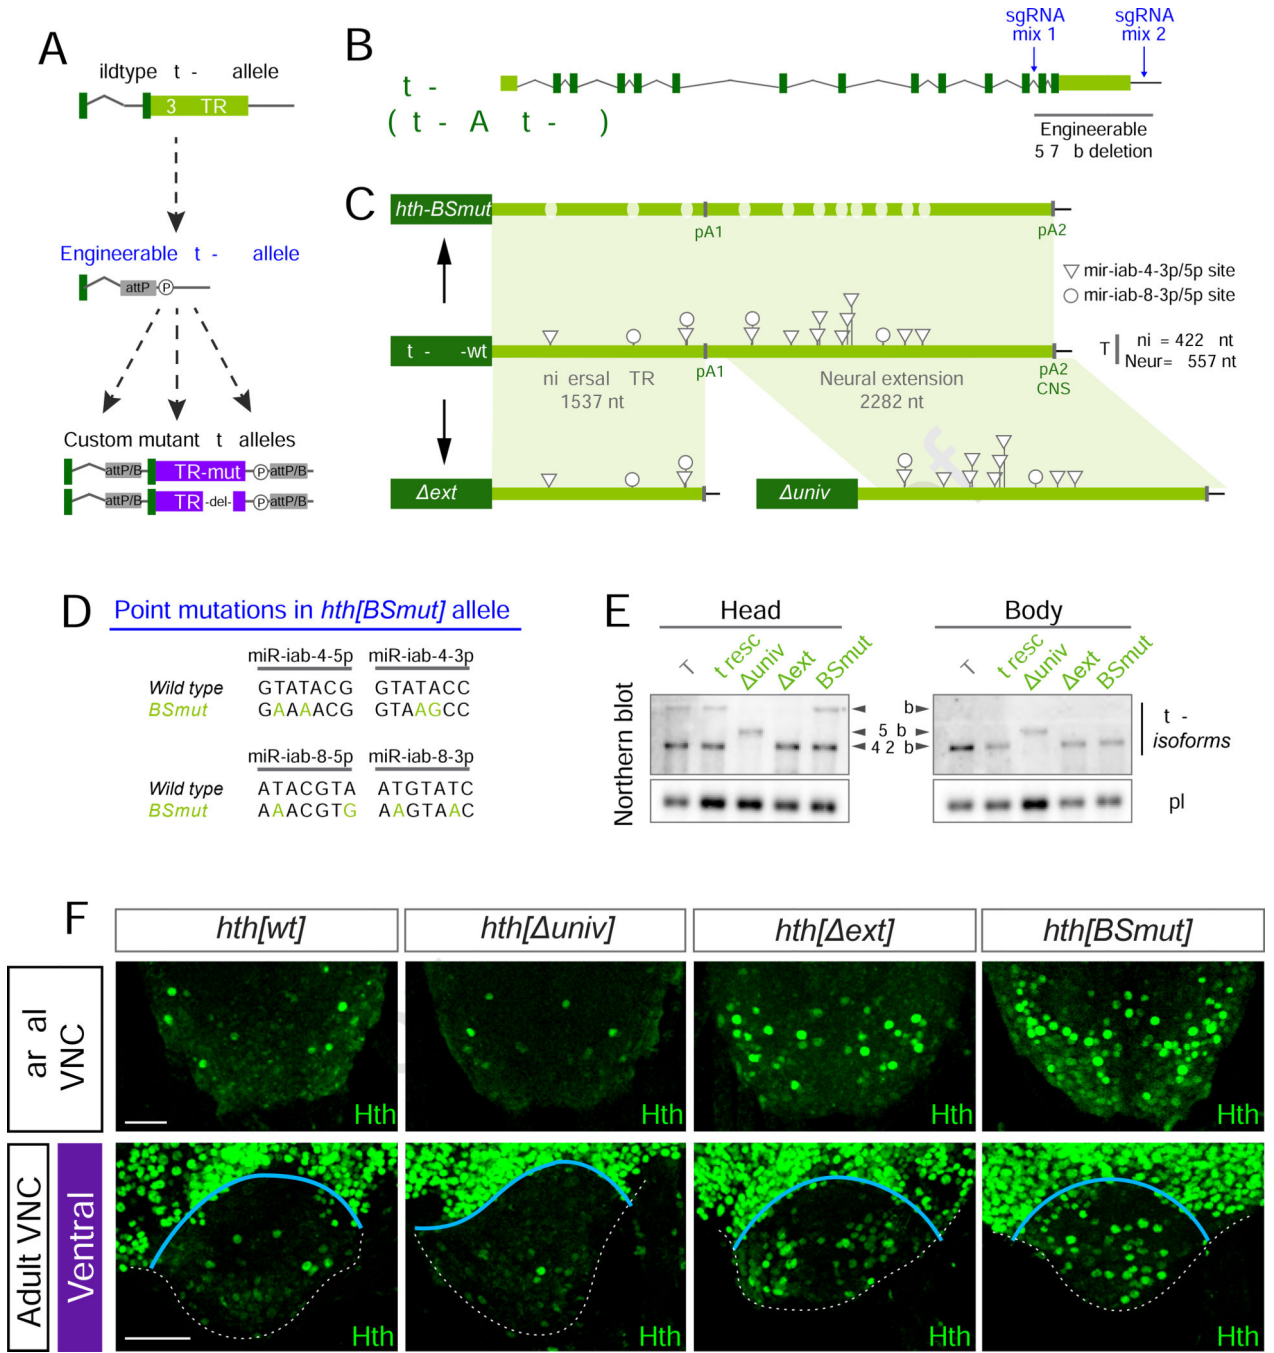 A
ildtype t - allele
3 TR
Engineerable t - allele
attP P
Custom mutant t alleles
attP/B TR-mut P attP/B
attP/B TR -del- P attP/B
B
sgRNA mix 1
sgRNA mix 2
t -
( t - A t - )
Engineerable
5 7 b deletion
C
hth-BSmut
pA1
pA2
mir-iab-4-3p/5p site
mir-iab-8-3p/5p site
t - -wt
pA1
pA2
CNS
ni ersal TR
1537 nt
Neural extension
2282 nt
T
ni = 422 nt
Neur= 557 nt
Δext
Δuniv
D
Point mutations in hth[BSmut] allele
miR-iab-4-5p miR-iab-4-3p
Wild type GTATACG GTATACC
BSmut GAAAACG GTAAGCC
miR-iab-8-5p miR-iab-8-3p
Wild type ATACGTA ATGTATC
BSmut AAACGTG AAGTAAC
E
Head
Body
T t resc Δuniv Δext BSmut
T t resc Δuniv Δext BSmut
Northern blot
b
5 b
4 2 b
t -
isoforms
pl
F
hth[wt] hth[Δuniv] hth[Δext] hth[BSmut]
ar al
VNC
Hth Hth Hth Hth
Adult VNC
Ventral
Hth Hth Hth Hth